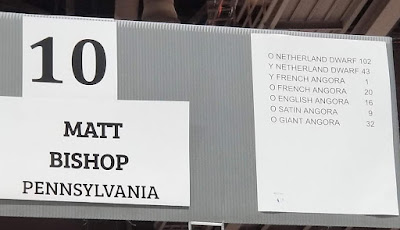 10
MATT
BISHOP
PENNSYLVANIA
O NETHERLAND DWARF 102
Y NETHERLAND DWARF 43
Y FRENCH ANGORA 1
O FRENCH ANGORA 20
O ENGLISH ANGORA 16
O SATIN ANGORA 9
O GIANT ANGORA 32